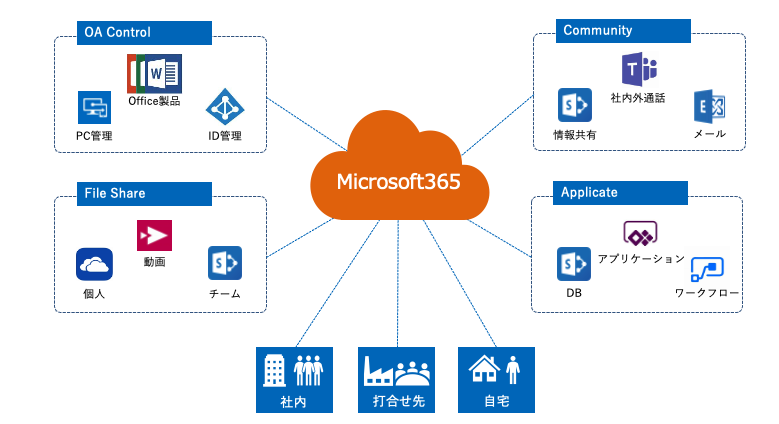 OA Control
W
Office製品
PC管理
ID管理
Community
T
社内外通話
S
情報共有
E
メール
Microsoft365
File Share
動画
個人
S
チーム
Applicate
アプリケーション
S
DB
ワークフロー
社内
打合せ先
自宅